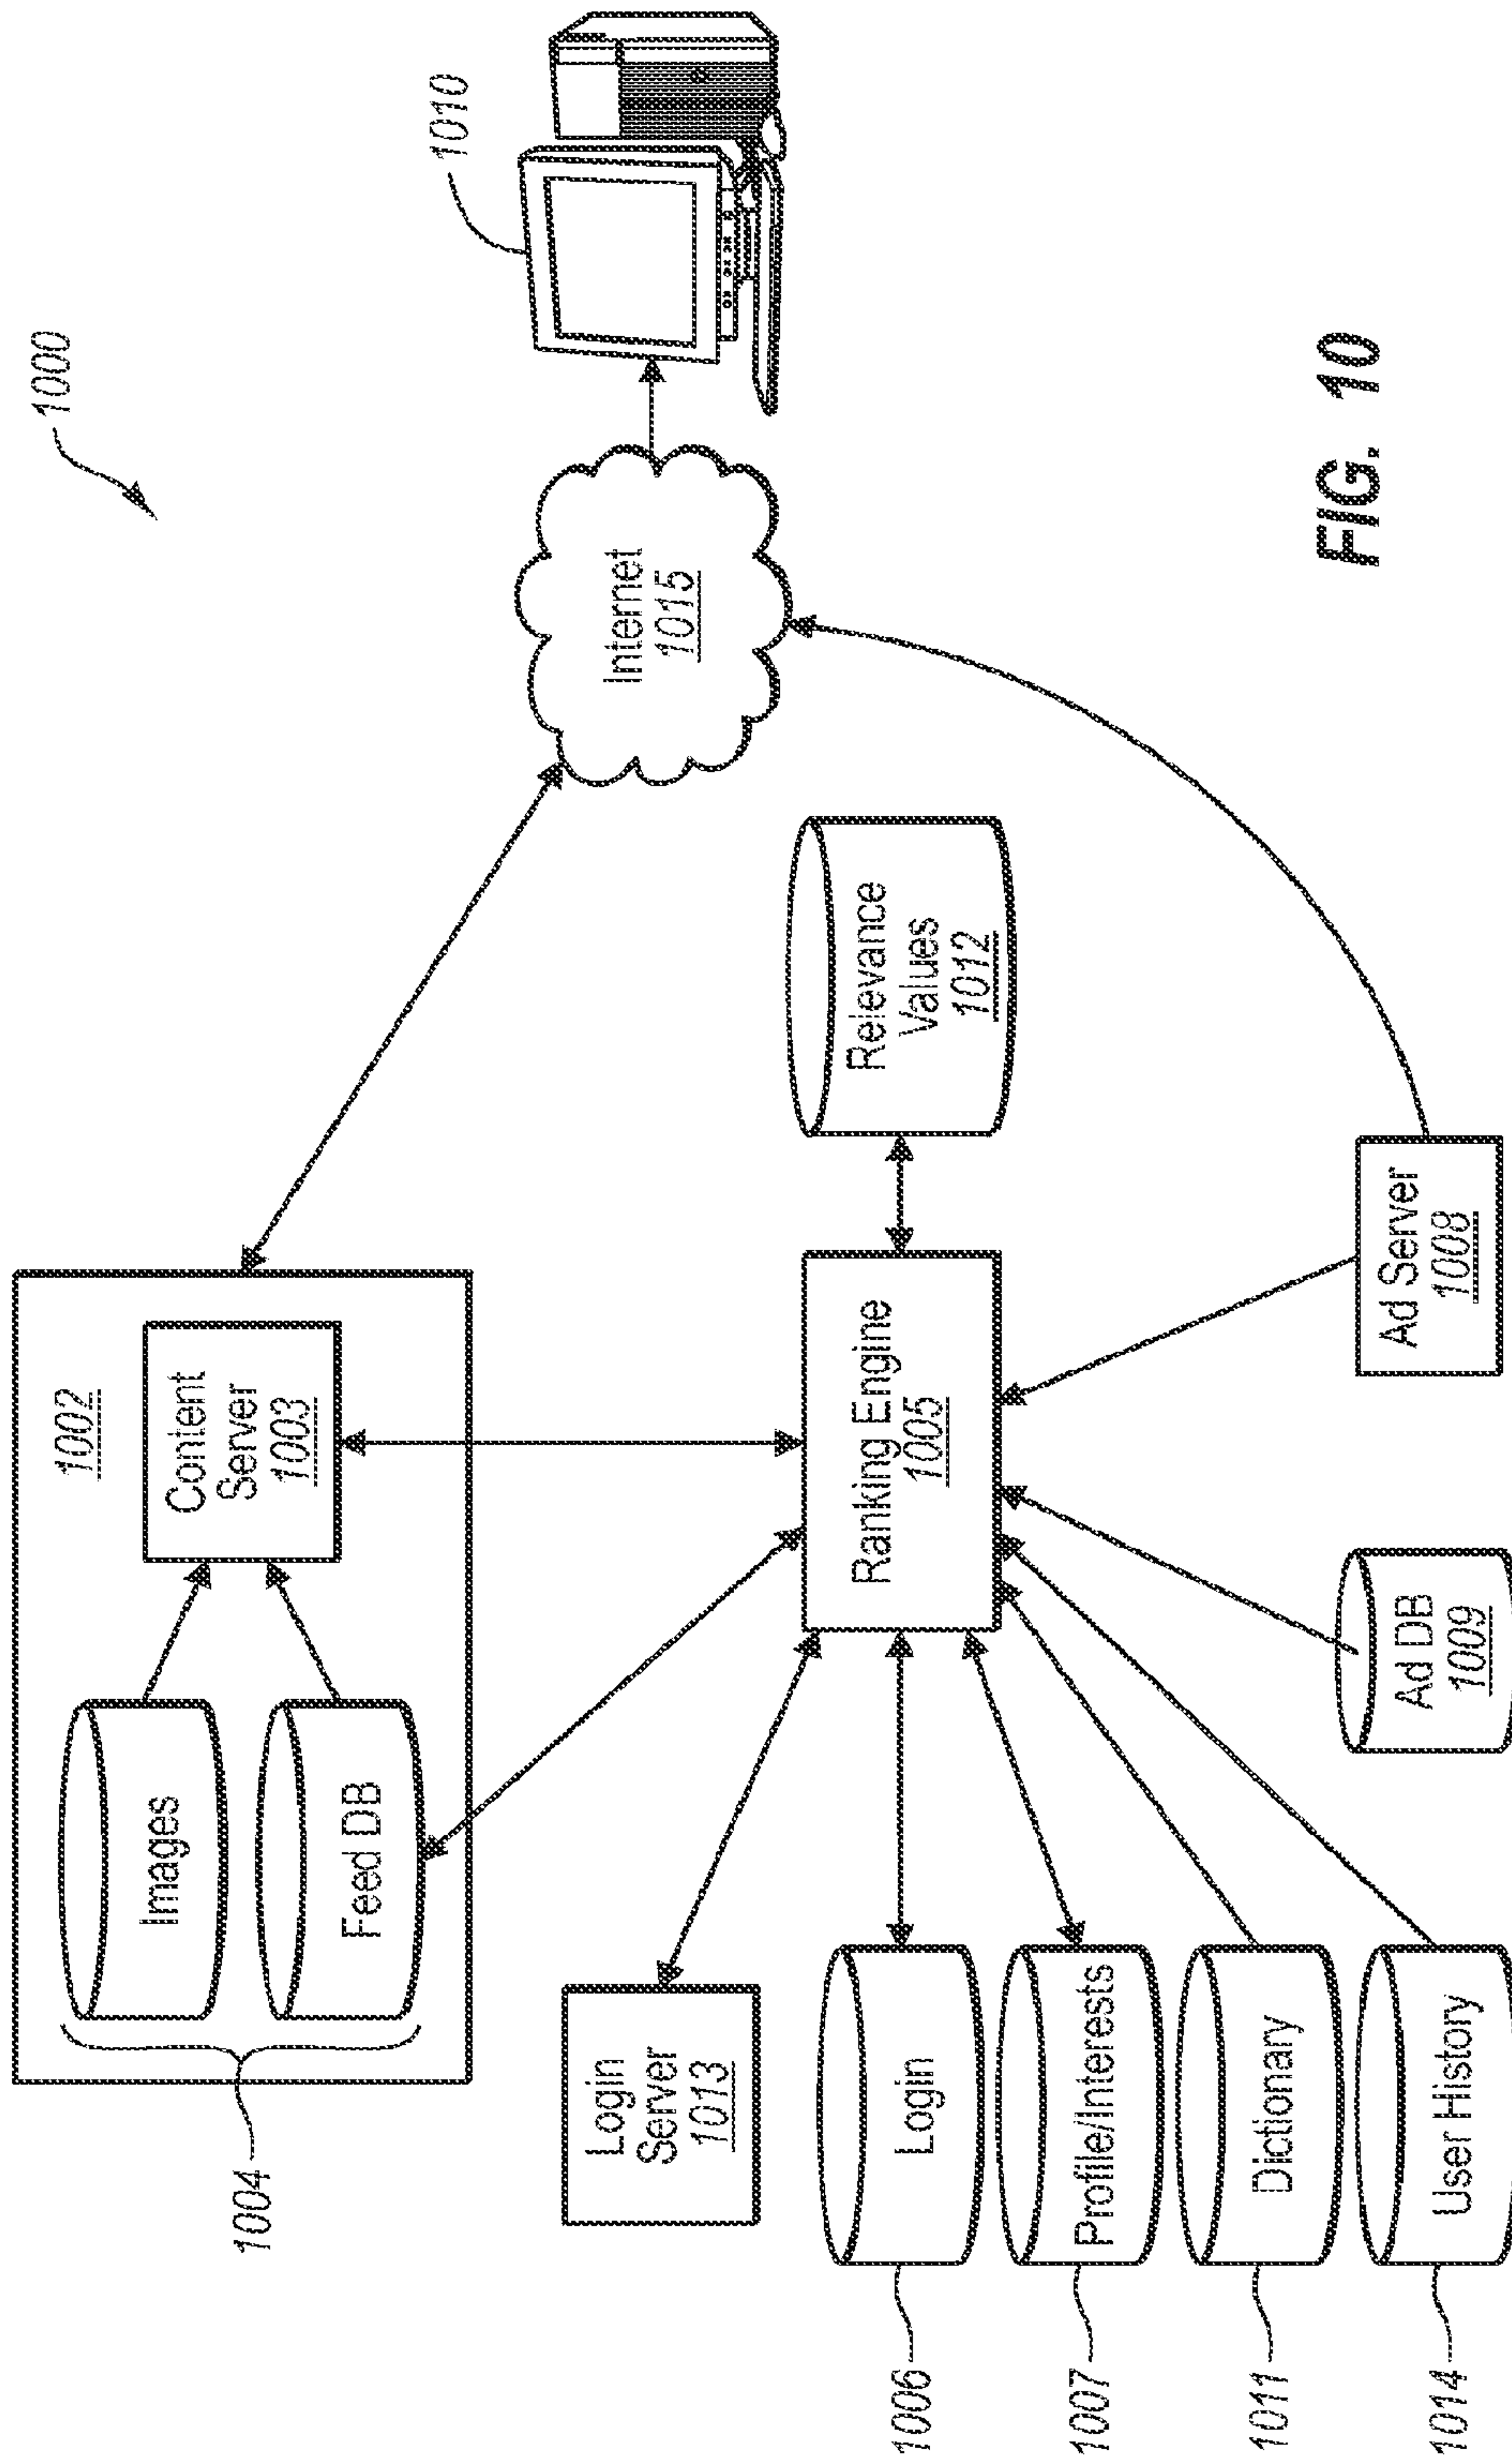 1000
1002
Images
Feed DB
1004
Content
Server
1003
Internet
1015
1010
Login
Server
1013
Ranking Engine
1005
Relevance
Values
1012
Login
1006
Profile/Interests
1007
Dictionary
1011
User History
1014
Ad DB
1009
Ad Server
1008
FIG. 10